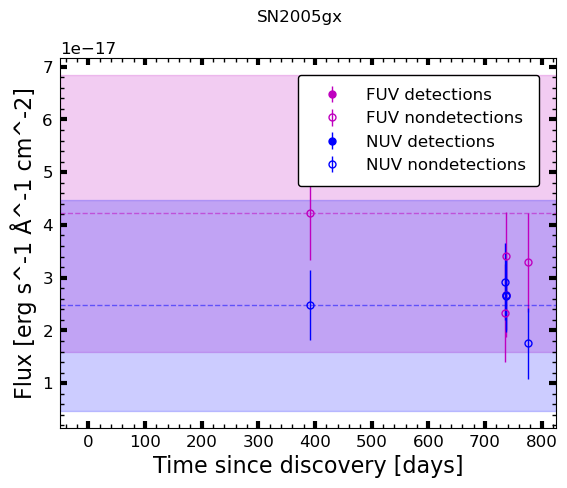 SN2005gx
1e−17
7
6
5
4
3
2
1
Flux [erg s^-1 Å^-1 cm^-2]
FUV detections
FUV nondetections
NUV detections
NUV nondetections
0 100 200 300 400 500 600 700 800
Time since discovery [days]